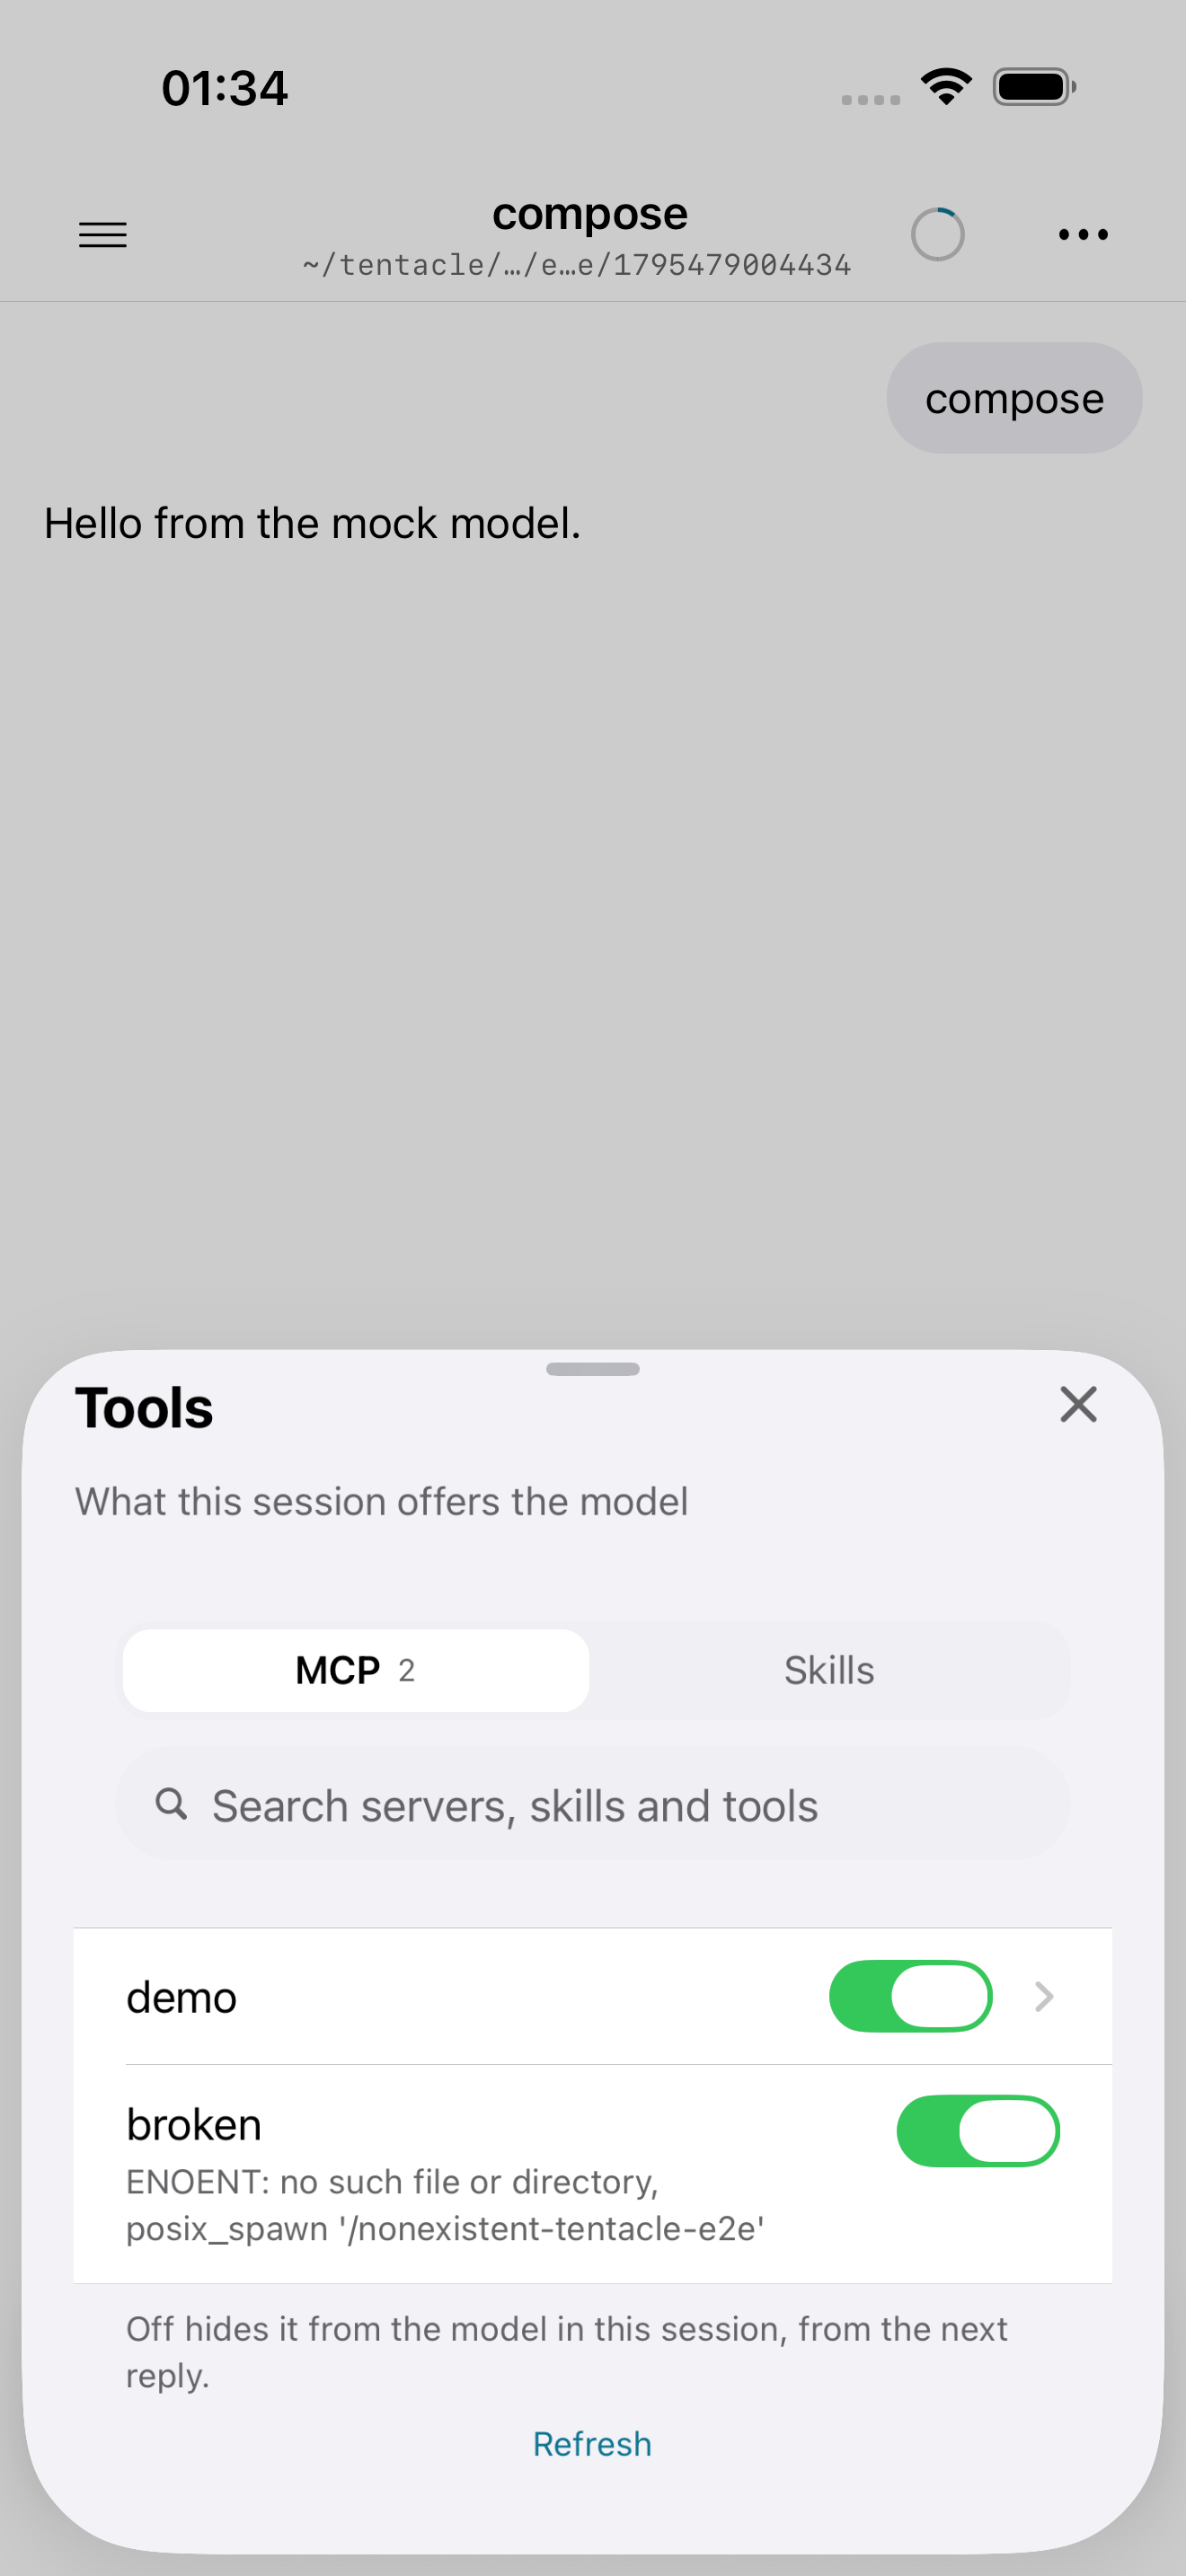 01:34
compose
~/tentacle/…/e…e/1795479004434
compose
Hello from the mock model.
Tools
What this session offers the model
MCP 2
Skills
Search servers, skills and tools
demo
broken
ENOENT: no such file or directory,
posix_spawn '/nonexistent-tentacle-e2e'
Off hides it from the model in this session, from the next
reply.
Refresh